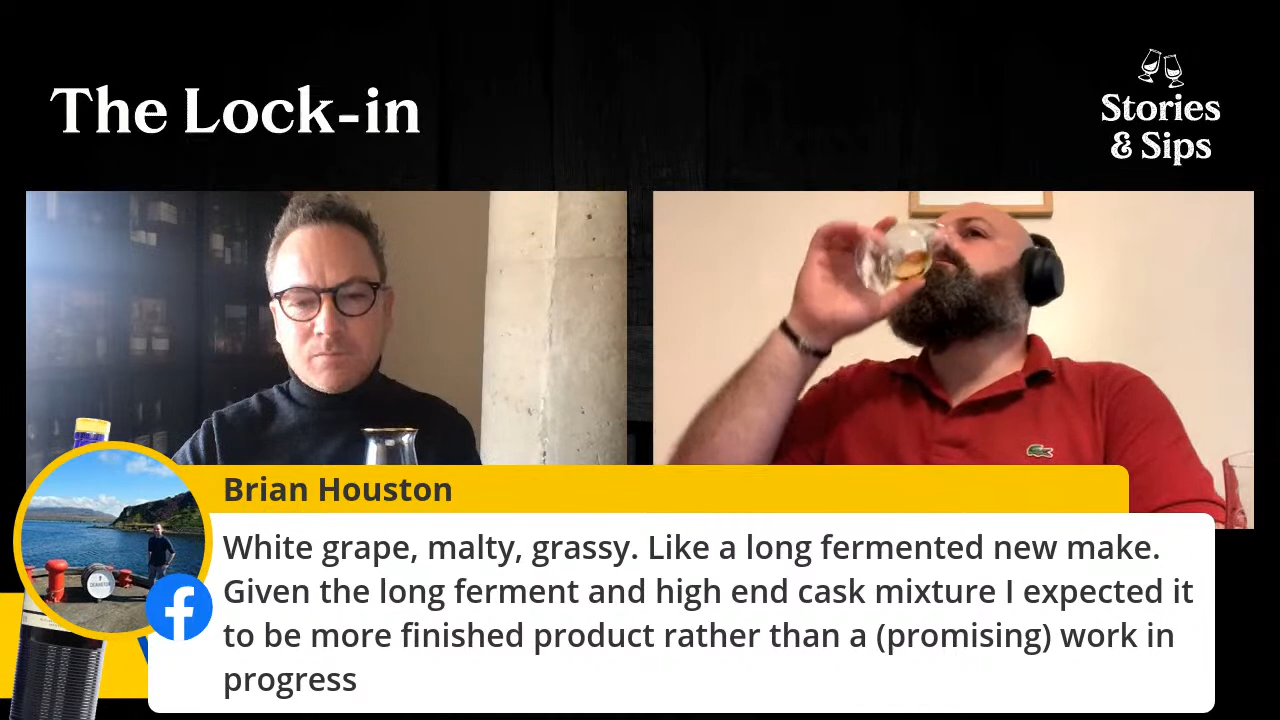 The Lock-in
Stories
& Sips
Brian Houston
White grape, malty, grassy. Like a long fermented new make.
Given the long ferment and high end cask mixture I expected it
to be more finished product rather than a (promising) work in
progress